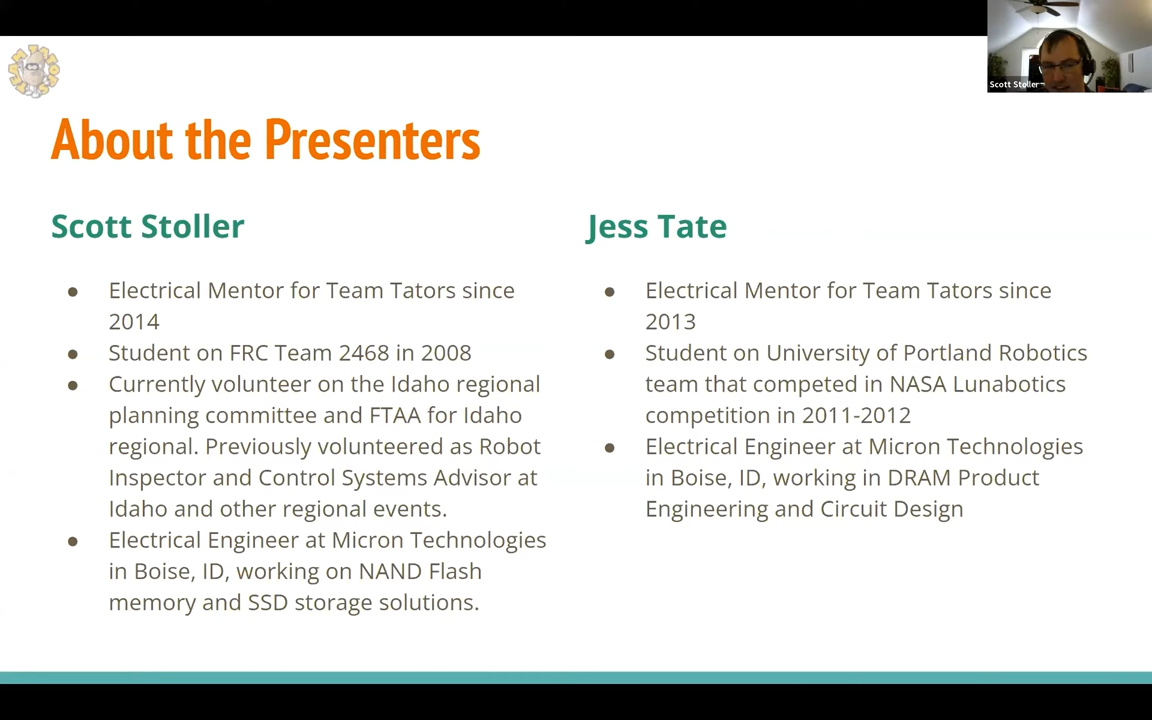 Scott Stoller
About the Presenters
Scott Stoller
● Electrical Mentor for Team Tators since
2014
● Student on FRC Team 2468 in 2008
● Currently volunteer on the Idaho regional
planning committee and FTAA for Idaho
regional. Previously volunteered as Robot
Inspector and Control Systems Advisor at
Idaho and other regional events.
● Electrical Engineer at Micron Technologies
in Boise, ID, working on NAND Flash
memory and SSD storage solutions.
Jess Tate
● Electrical Mentor for Team Tators since
2013
● Student on University of Portland Robotics
team that competed in NASA Lunabotics
competition in 2011-2012
● Electrical Engineer at Micron Technologies
in Boise, ID, working in DRAM Product
Engineering and Circuit Design